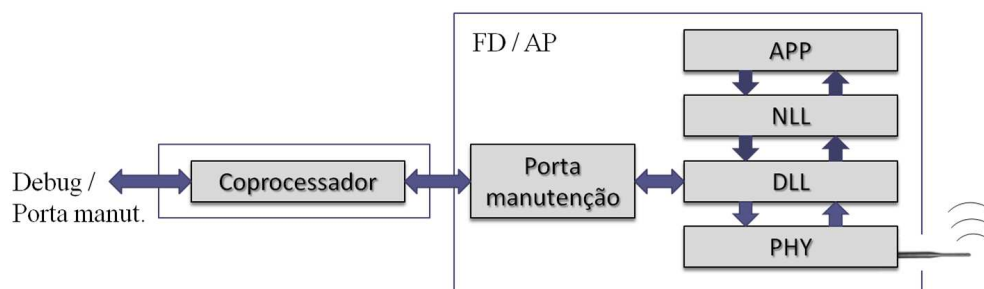 FD / AP
APP
NLL
Debug /
Porta manut.
Coprocessador
Porta
manutenção
DLL
PHY